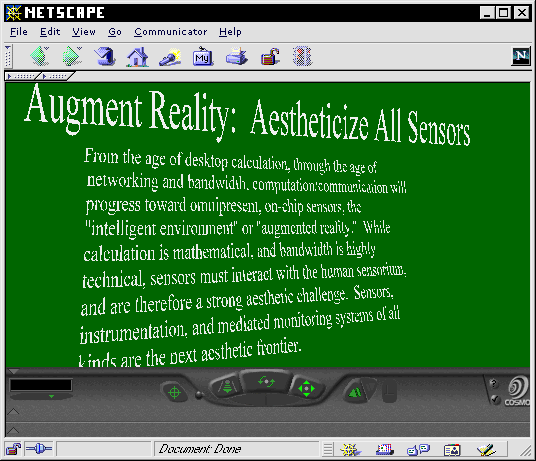 NETSCAPE
File Edit View Go Communicator Help
My N
Augment Reality: Aestheticize All Sensors
From the age of desktop calculation, through the age of
networking and bandwidth, computation/communication will
progress toward omnipresent, on-chip sensors, the
"intelligent environment" or "augmented reality." While
calculation is mathematical, and bandwidth is highly
technical, sensors must interact with the human sensorium,
and are therefore a strong aesthetic challenge. Sensors,
instrumentation, and mediated monitoring systems of all
kinds are the next aesthetic frontier.
COSMO
Document: Done